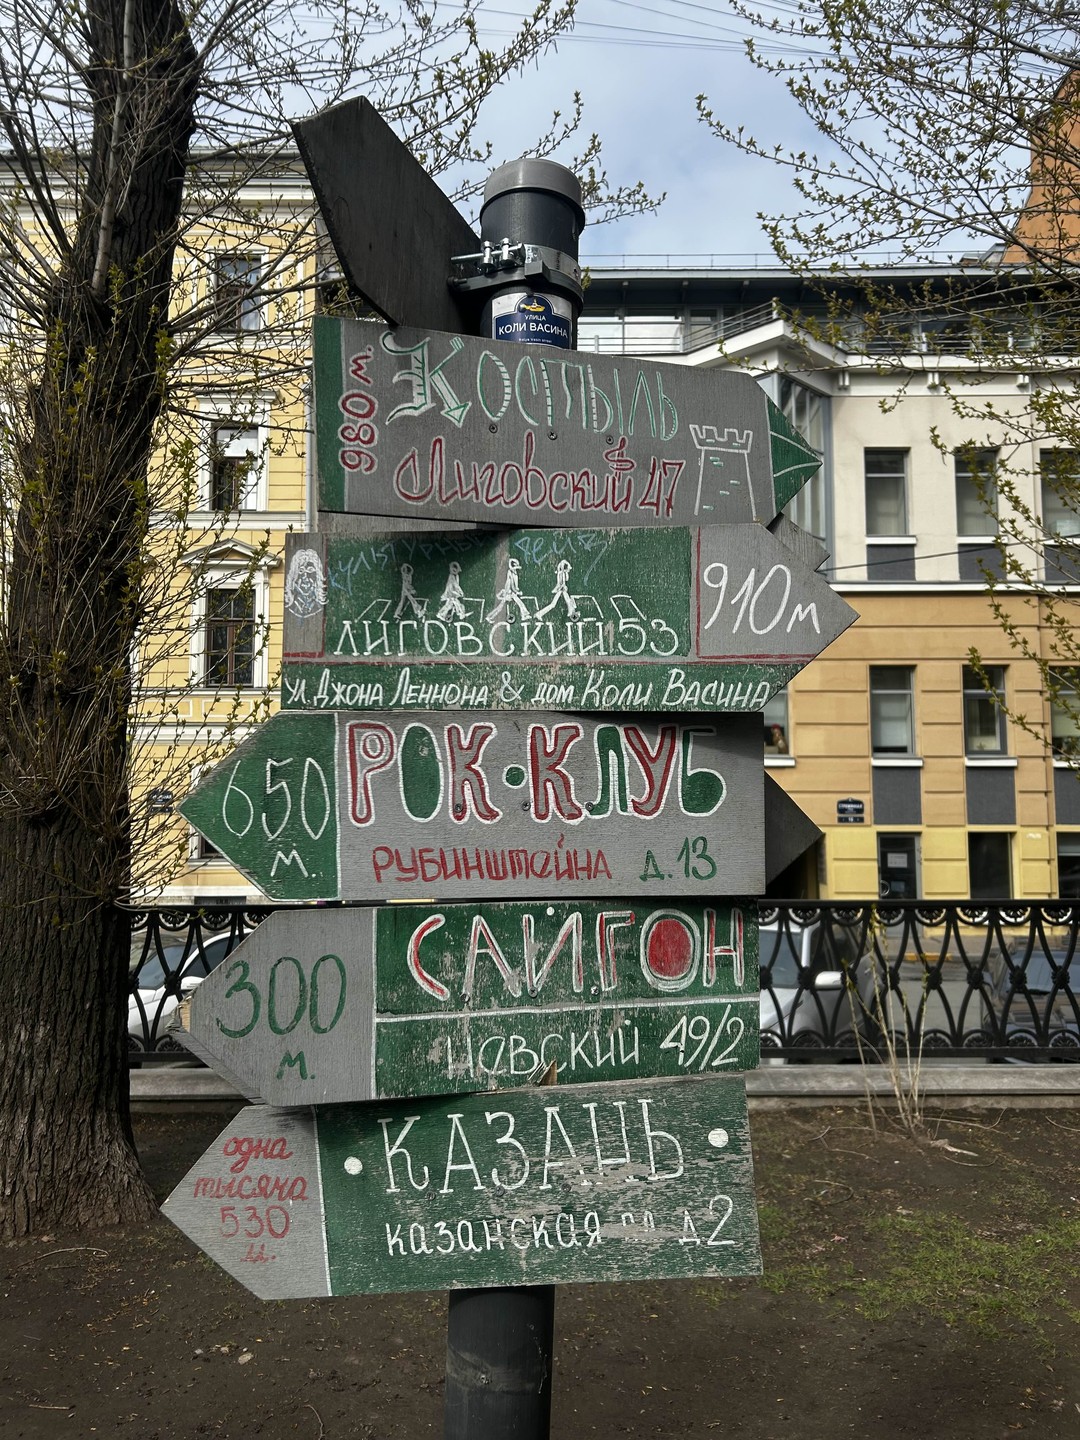 УЛИЦА
КОЛИ ВАСИНА
980 м.
Костыль
Лиговский 47
ЛИГОВСКИЙ 53
910 м
ул. Джона Леннона & дом Коли Васина
650 м.
РОК•КЛУБ
РУБИНШТЕЙНА д.13
300 м.
САЙГОН
Невский 49/2
одна
тысяча
530
м.
• КАЗАНЬ •
казанская д2